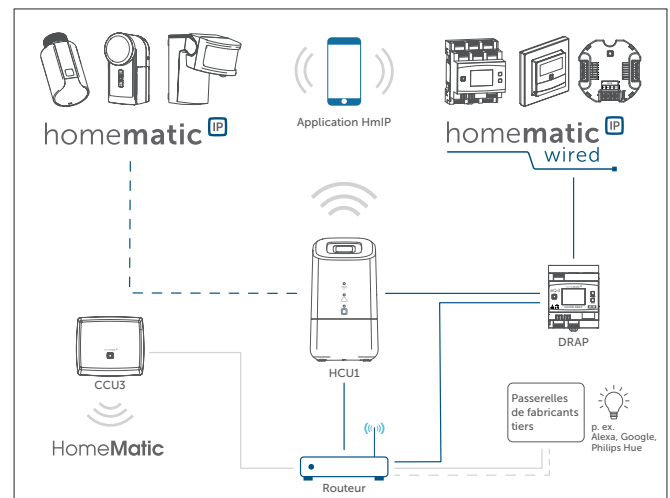 homematic IP
Application HmIP
homematic IP
wired
DRAP
HCU1
CCU3
HomeMatic
Passerelles
de fabricants
tiers
p. ex.
Alexa, Google,
Philips Hue
Routeur